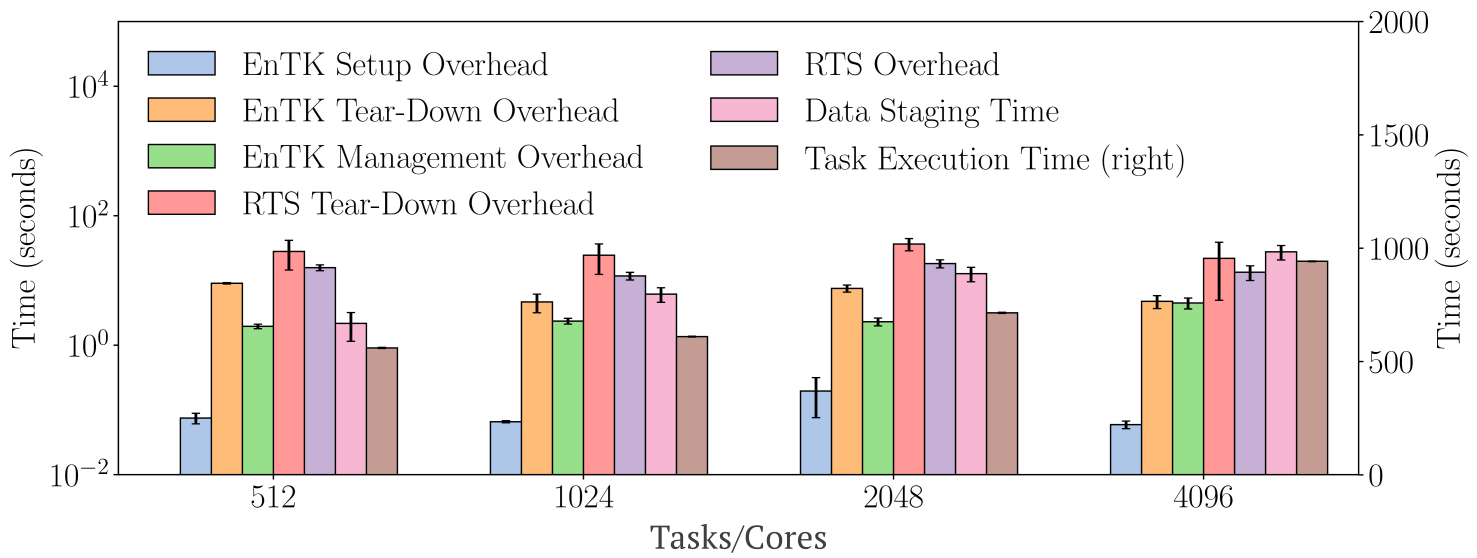 EnTK Setup Overhead
EnTK Tear-Down Overhead
EnTK Management Overhead
RTS Tear-Down Overhead
RTS Overhead
Data Staging Time
Task Execution Time (right)
Time (seconds)
10^4
10^2
10^0
10^−2
2000
1500
1000
500
0
Time (seconds)
512
1024
2048
4096
Tasks/Cores